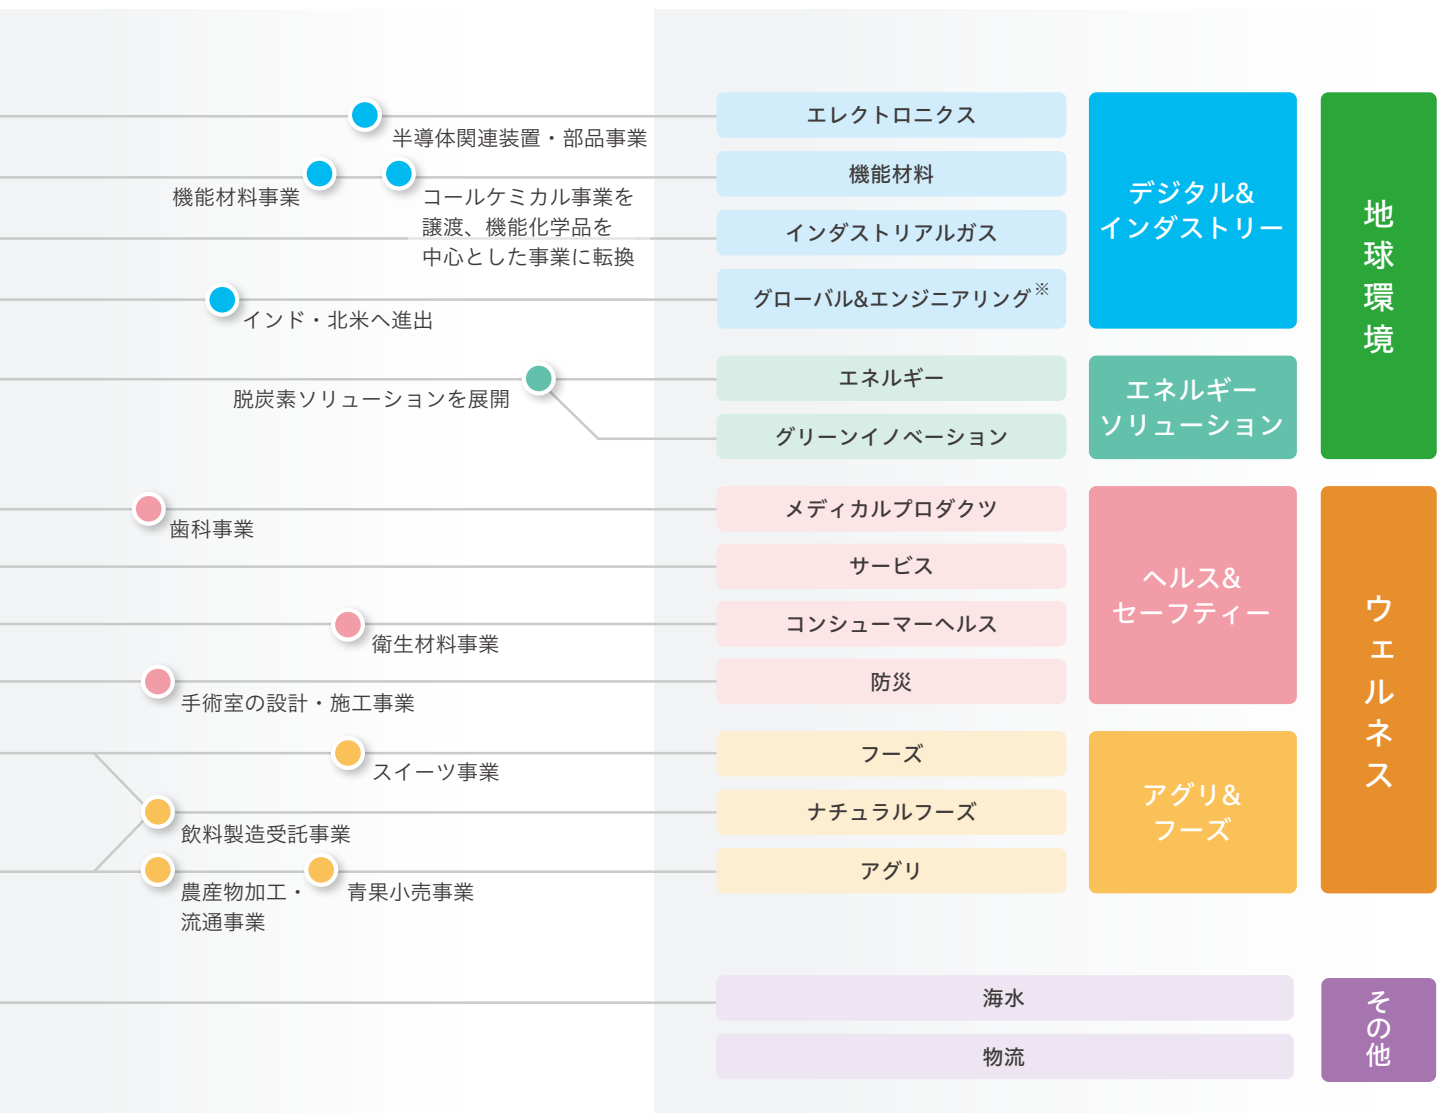 半導体関連装置・部品事業
機能材料事業
コールケミカル事業を
譲渡、機能化学品を
中心とした事業に転換
インド・北米へ進出
脱炭素ソリューションを展開
歯科事業
衛生材料事業
手術室の設計・施工事業
スイーツ事業
飲料製造受託事業
農産物加工・
流通事業
青果小売事業
エレクトロニクス
機能材料
インダストリアルガス
グローバル&エンジニアリング※
エネルギー
グリーンイノベーション
メディカルプロダクツ
サービス
コンシューマーヘルス
防災
フーズ
ナチュラルフーズ
アグリ
海水
物流
デジタル&
インダストリー
エネルギー
ソリューション
ヘルス&
セーフティー
アグリ&
フーズ
地球環境
ウェルネス
その他